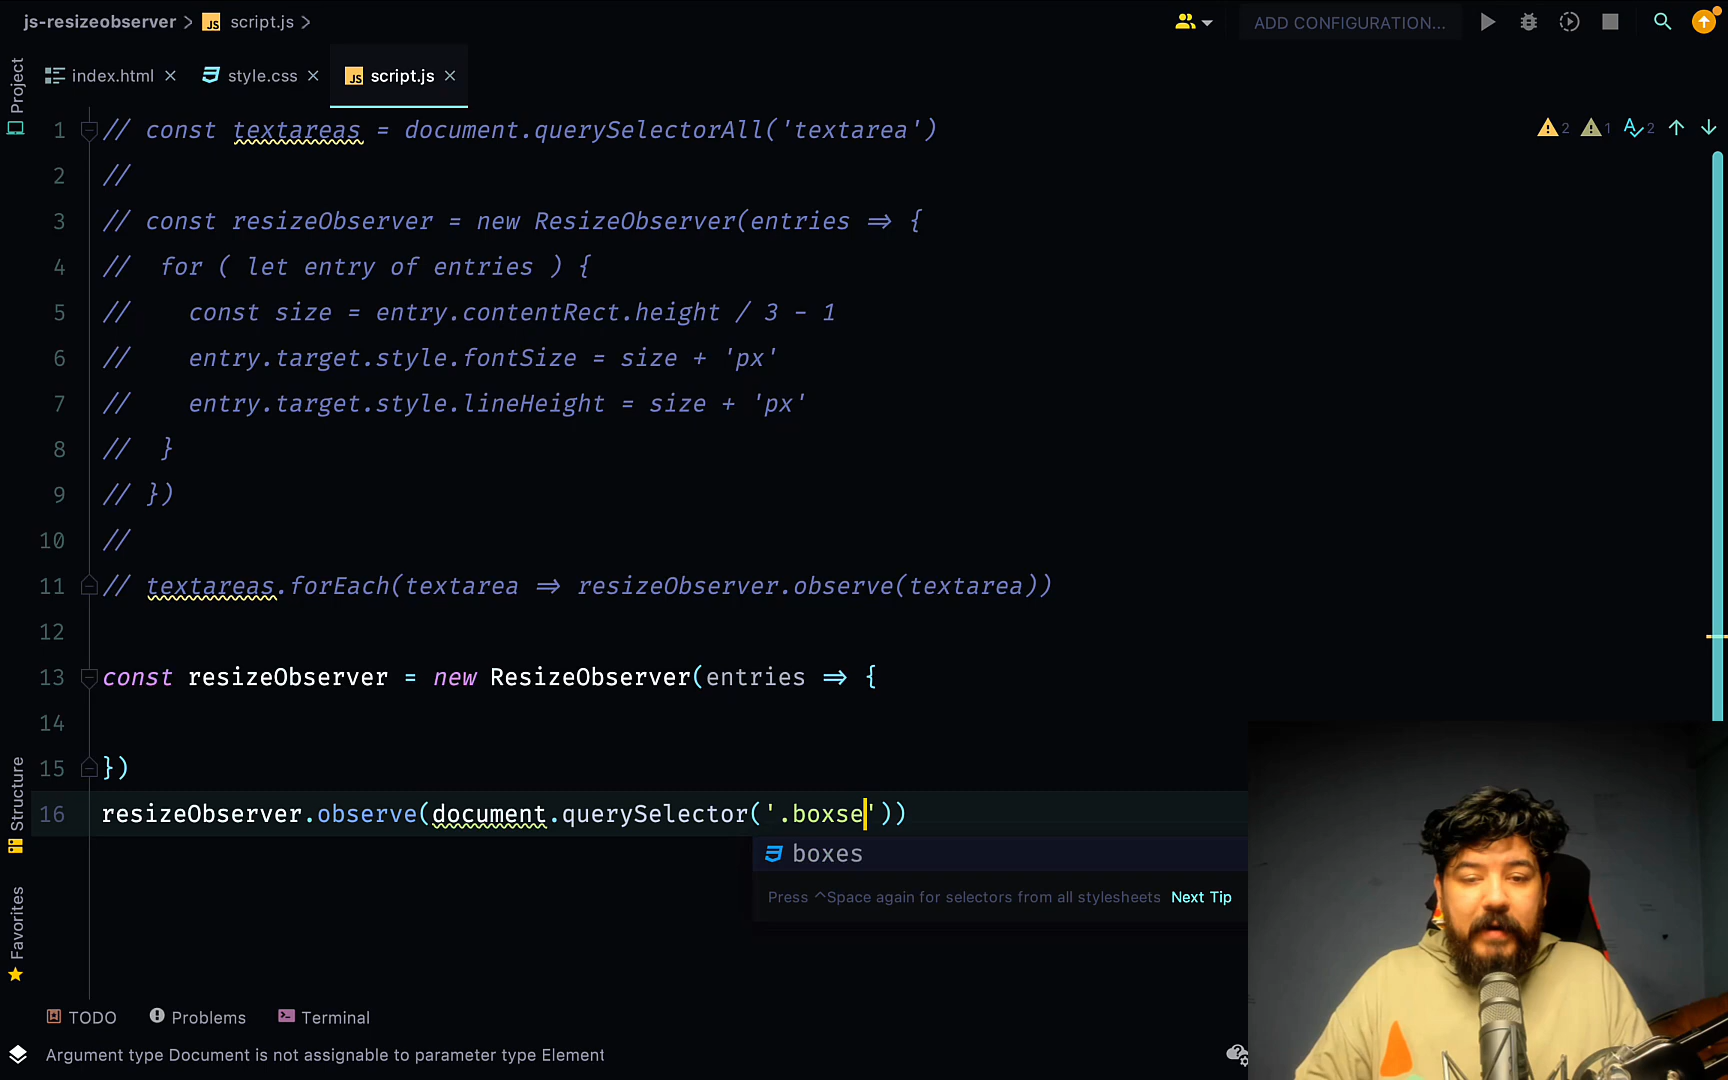 js-resizeobserver
script.js
ADD CONFIGURATION...
Project
index.html
style.css
script.js
2
1
2
1 // const textareas = document.querySelectorAll('textarea')
2 //
3 // const resizeObserver = new ResizeObserver(entries => {
4 //  for ( let entry of entries ) {
5 //    const size = entry.contentRect.height / 3 - 1
6 //    entry.target.style.fontSize = size + 'px'
7 //    entry.target.style.lineHeight = size + 'px'
8 //  }
9 // })
10 //
11 // textareas.forEach(textarea => resizeObserver.observe(textarea))
12
13 const resizeObserver = new ResizeObserver(entries => {
14
15 })
16 resizeObserver.observe(document.querySelector('.boxse'))
boxes
Press ^Space again for selectors from all stylesheets Next Tip
Structure
Favorites
TODO
Problems
Terminal
Argument type Document is not assignable to parameter type Element